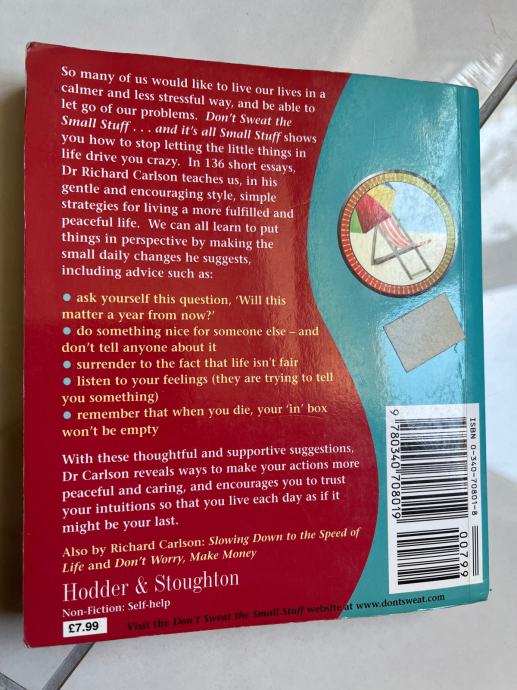 So many of us would like to live our lives in a
calmer and less stressful way, and be able to
let go of our problems. Don't Sweat the
Small Stuff . . . and it's all Small Stuff shows
you how to stop letting the little things in
life drive you crazy. In 136 short essays,
Dr Richard Carlson teaches us, in his
gentle and encouraging style, simple
strategies for living a more fulfilled and
peaceful life. We can all learn to put
things in perspective by making the
small daily changes he suggests,
including advice such as:
● ask yourself this question, 'Will this
matter a year from now?'
● do something nice for someone else – and
don't tell anyone about it
● surrender to the fact that life isn't fair
● listen to your feelings (they are trying to tell
you something)
● remember that when you die, your 'in' box
won't be empty
With these thoughtful and supportive suggestions,
Dr Carlson reveals ways to make your actions more
peaceful and caring, and encourages you to trust
your intuitions so that you live each day as if it
might be your last.
Also by Richard Carlson: Slowing Down to the Speed of
Life and Don't Worry, Make Money
Hodder & Stoughton
Non-Fiction: Self-help
£7.99
Visit the Don't Sweat the Small Stuff website at www.dontsweat.com
ISBN 0-340-70801-8
9 780340 708019
00799